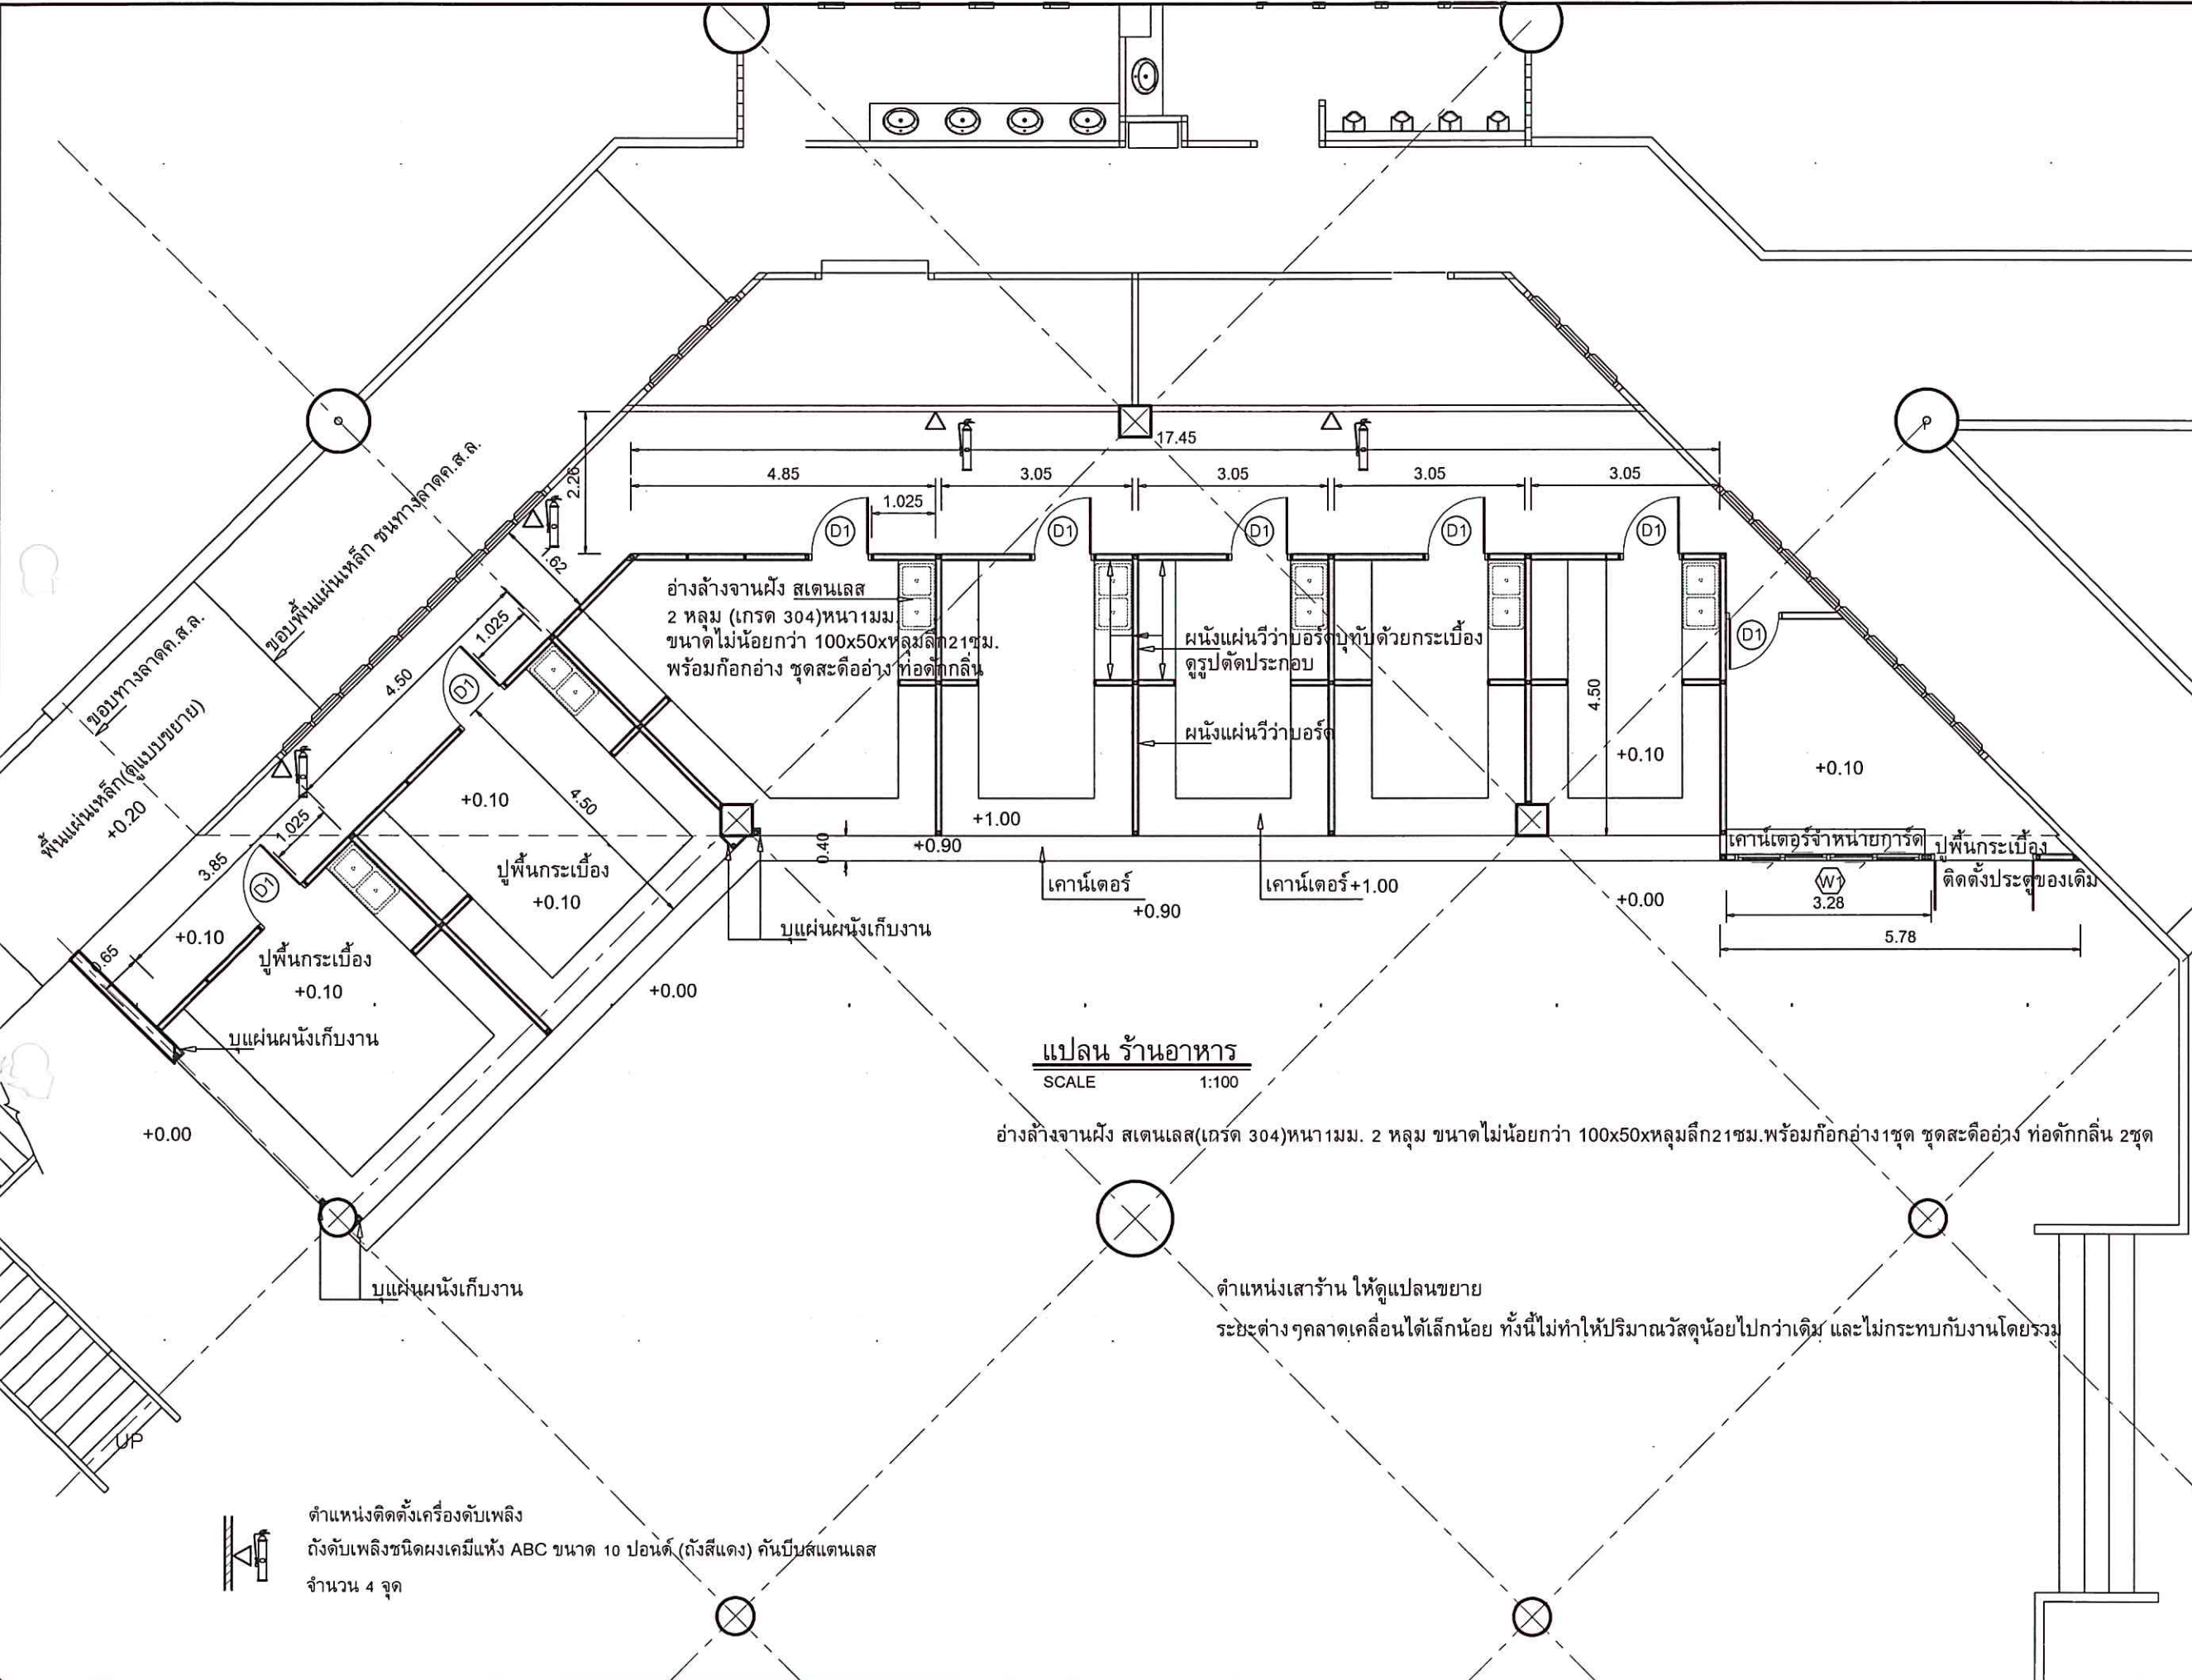 17.45
4.85
3.05
3.05
3.05
3.05
2.26
1.025
D1
D1
D1
D1
D1
ขอบพื้นแผ่นเหล็ก ชนทางลาดค.ส.ล.
.62
อ่างล้างจานฝัง สเตนเลส
2 หลุม (เกรด 304)หนา1มม.
ขนาดไม่น้อยกว่า 100x50xหลุมลึก21ซม.
พร้อมก๊อกอ่าง ชุดสะดืออ่าง ท่อดักกลิ่น
ผนังแผ่นวีว่าบอร์ดบุทับด้วยกระเบื้อง
ดูรูปตัดประกอบ
ผนังแผ่นวีว่าบอร์ด
D1
1.025
4.50
D1
ขอบทางลาดค.ส.ล.
พื้นแผ่นเหล็ก(ดูแบบขยาย)
+0.20
4.50
+0.10
+0.10
+0.10
4.50
1.025
+1.00
+0.90
0.40
เคาน์เตอร์จำหน่ายการ์ด
ปูพื้นกระเบื้อง
ติดตั้งประตูของเดิม
3.85
D1
ปูพื้นกระเบื้อง
+0.10
เคาน์เตอร์
+0.90
เคาน์เตอร์+1.00
+0.00
W1
3.28
5.78
บุแผ่นผนังเก็บงาน
+0.10
0.65
ปูพื้นกระเบื้อง
+0.10
+0.00
บุแผ่นผนังเก็บงาน
แปลน ร้านอาหาร
SCALE 1:100
+0.00
อ่างล้างจานฝัง สเตนเลส(เกรด 304)หนา1มม. 2 หลุม ขนาดไม่น้อยกว่า 100x50xหลุมลึก21ซม.พร้อมก๊อกอ่าง1ชุด ชุดสะดืออ่าง ท่อดักกลิ่น 2ชุด
บุแผ่นผนังเก็บงาน
ตำแหน่งเสาร้าน ให้ดูแปลนขยาย
ระยะต่างๆคลาดเคลื่อนได้เล็กน้อย ทั้งนี้ไม่ทำให้ปริมาณวัสดุน้อยไปกว่าเดิม และไม่กระทบกับงานโดยรวม
UP
ตำแหน่งติดตั้งเครื่องดับเพลิง
ถังดับเพลิงชนิดผงเคมีแห้ง ABC ขนาด 10 ปอนด์ (ถังสีแดง) คันบีบสแตนเลส
จำนวน 4 จุด